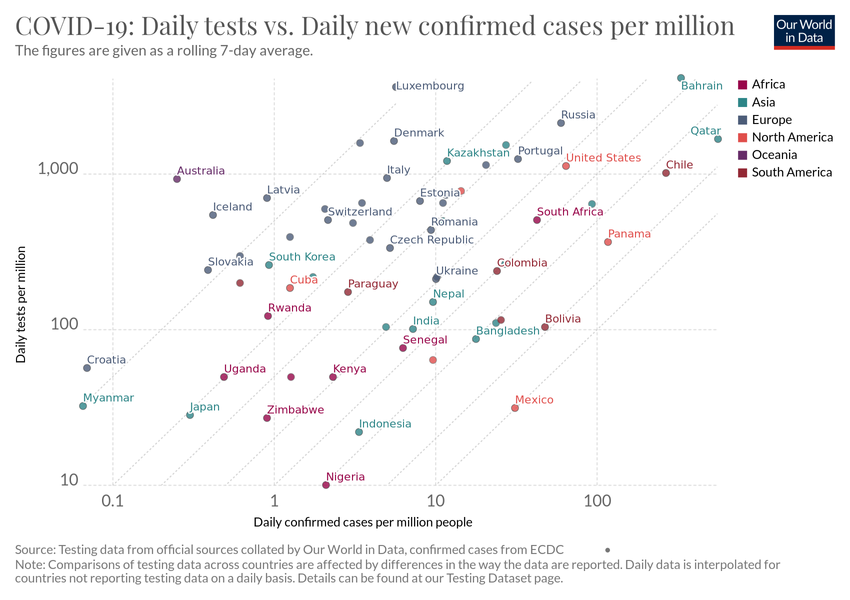 COVID-19: Daily tests vs. Daily new confirmed cases per million
The figures are given as a rolling 7-day average.
Our World
in Data
Luxembourg
Bahrain
Africa
Asia
Europe
North America
Oceania
South America
Russia
Denmark
Qatar
Kazakhstan
Portugal
United States
1,000
Australia
Italy
Chile
Latvia
Estonia
Iceland
Switzerland
South Africa
Romania
Panama
Czech Republic
Slovakia
South Korea
Ukraine
Colombia
Cuba
Paraguay
Nepal
Rwanda
India
Bolivia
100
Bangladesh
Senegal
Croatia
Uganda
Kenya
Myanmar
Japan
Zimbabwe
Mexico
Indonesia
Nigeria
10
Daily tests per million
0.1
1
10
100
Daily confirmed cases per million people
Source: Testing data from official sources collated by Our World in Data, confirmed cases from ECDC
Note: Comparisons of testing data across countries are affected by differences in the way the data are reported. Daily data is interpolated for
countries not reporting testing data on a daily basis. Details can be found at our Testing Dataset page.